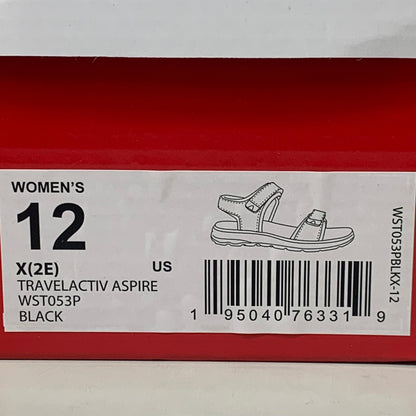 WOMEN'S
12
X(2E) US
TRAVELACTIV ASPIRE
WST053P
BLACK
1 95040 76331 9
WST053PBLKX-12